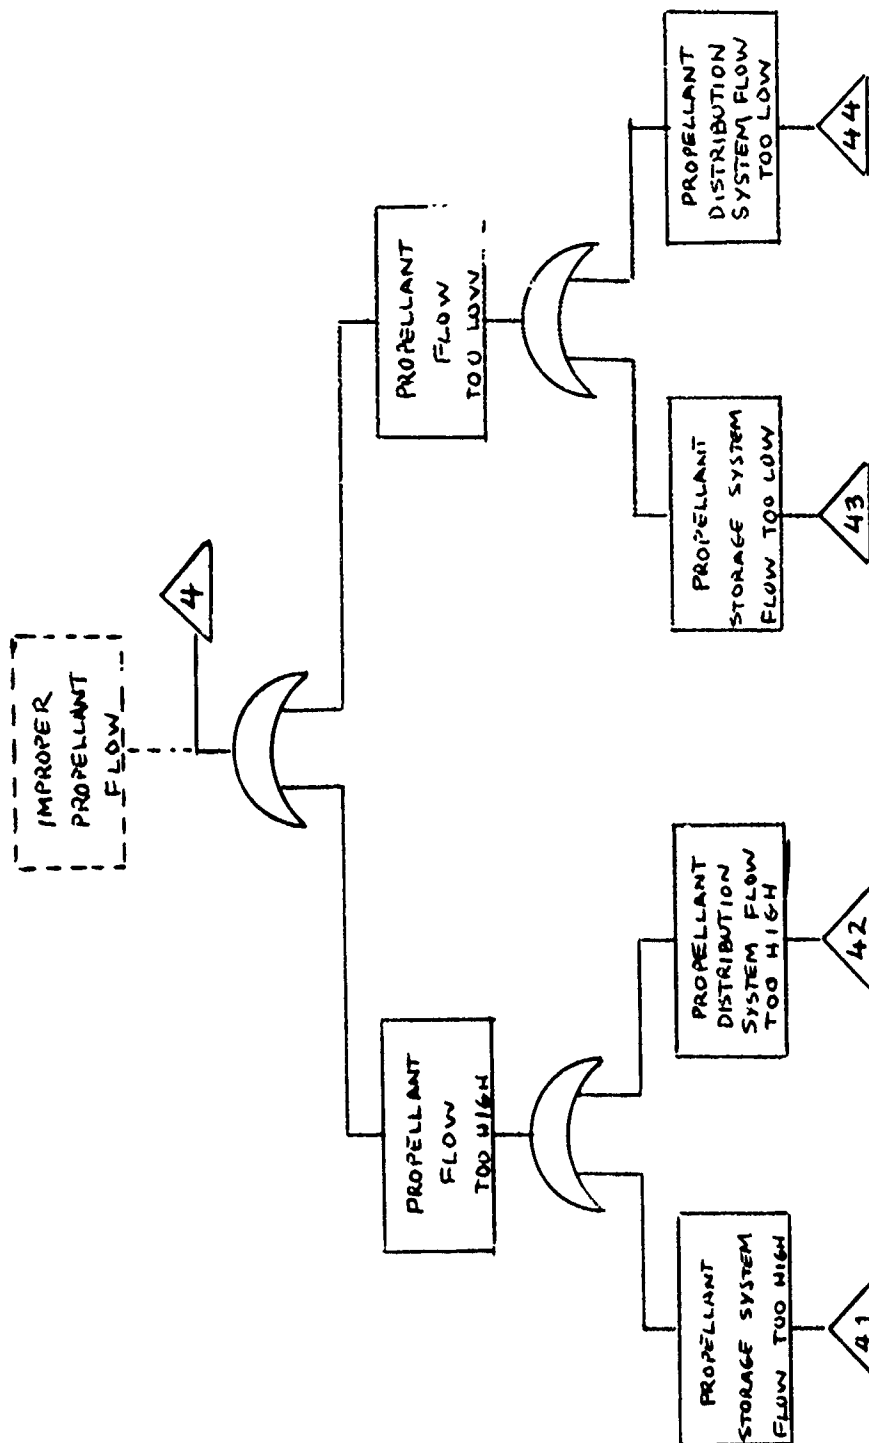 IMPROPER
PROPELLANT
FLOW
4
PROPELLANT
FLOW
TOO HIGH
PROPELLANT
FLOW
TOO LOW
PROPELLANT
STORAGE SYSTEM
FLOW TOO HIGH
41
PROPELLANT
DISTRIBUTION
SYSTEM FLOW
TOO HIGH
42
PROPELLANT
STORAGE SYSTEM
FLOW TOO LOW
43
PROPELLANT
DISTRIBUTION
SYSTEM FLOW
TOO LOW
44